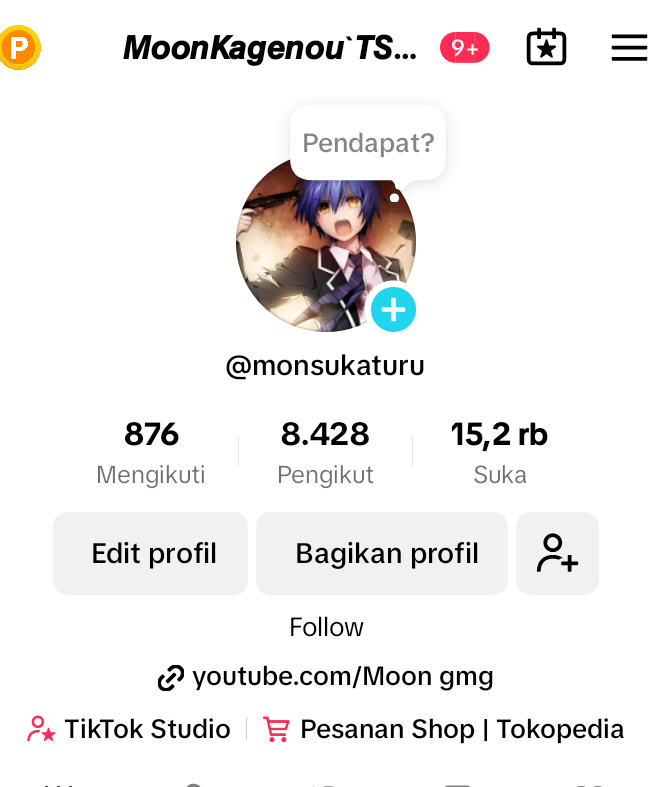 P
MoonKagenou`TS...
9+
Pendapat?
@monsukaturu
876
Mengikuti
8.428
Pengikut
15,2 rb
Suka
Edit profil
Bagikan profil
Follow
youtube.com/Moon gmg
TikTok Studio
Pesanan Shop | Tokopedia